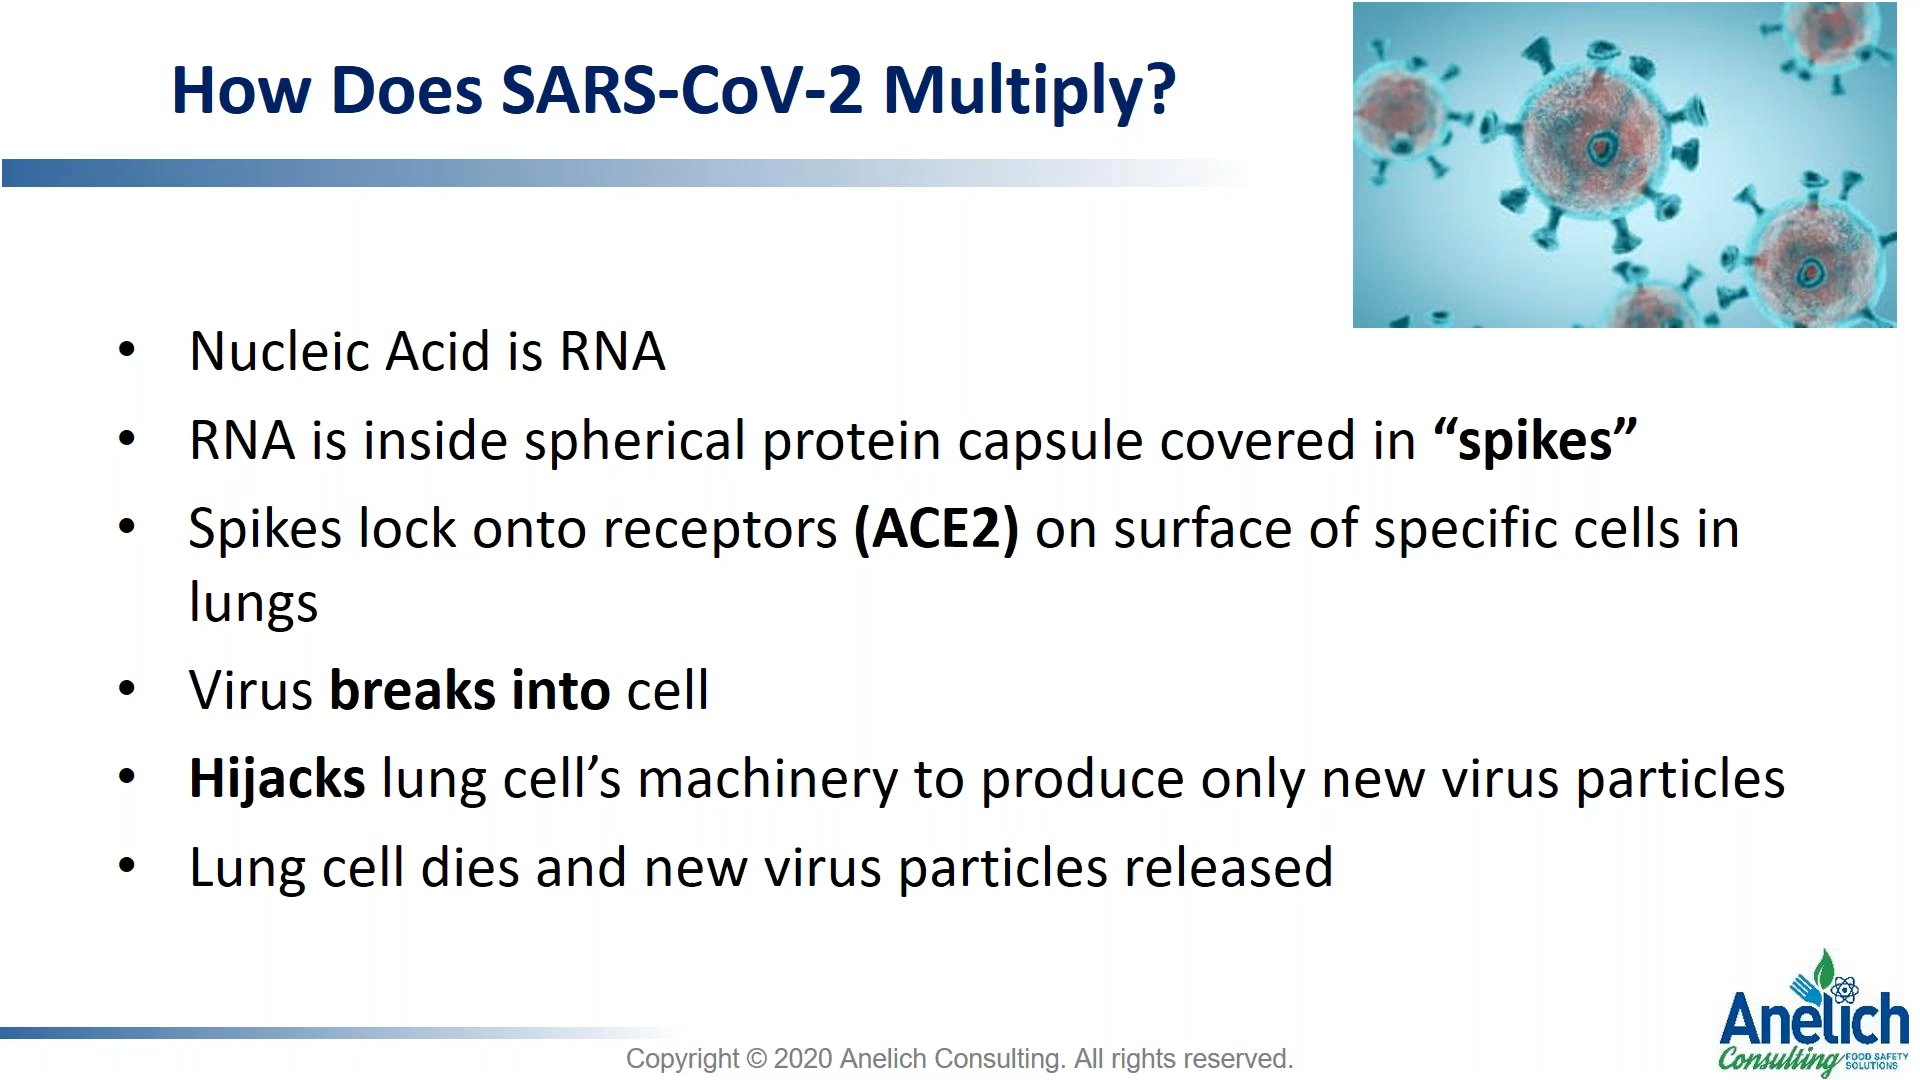 How Does SARS-CoV-2 Multiply?
• Nucleic Acid is RNA
• RNA is inside spherical protein capsule covered in “spikes”
• Spikes lock onto receptors (ACE2) on surface of specific cells in
lungs
• Virus breaks into cell
• Hijacks lung cell’s machinery to produce only new virus particles
• Lung cell dies and new virus particles released
Anelich
Consulting FOOD SAFETY
SOLUTIONS
Copyright © 2020 Anelich Consulting. All rights reserved.